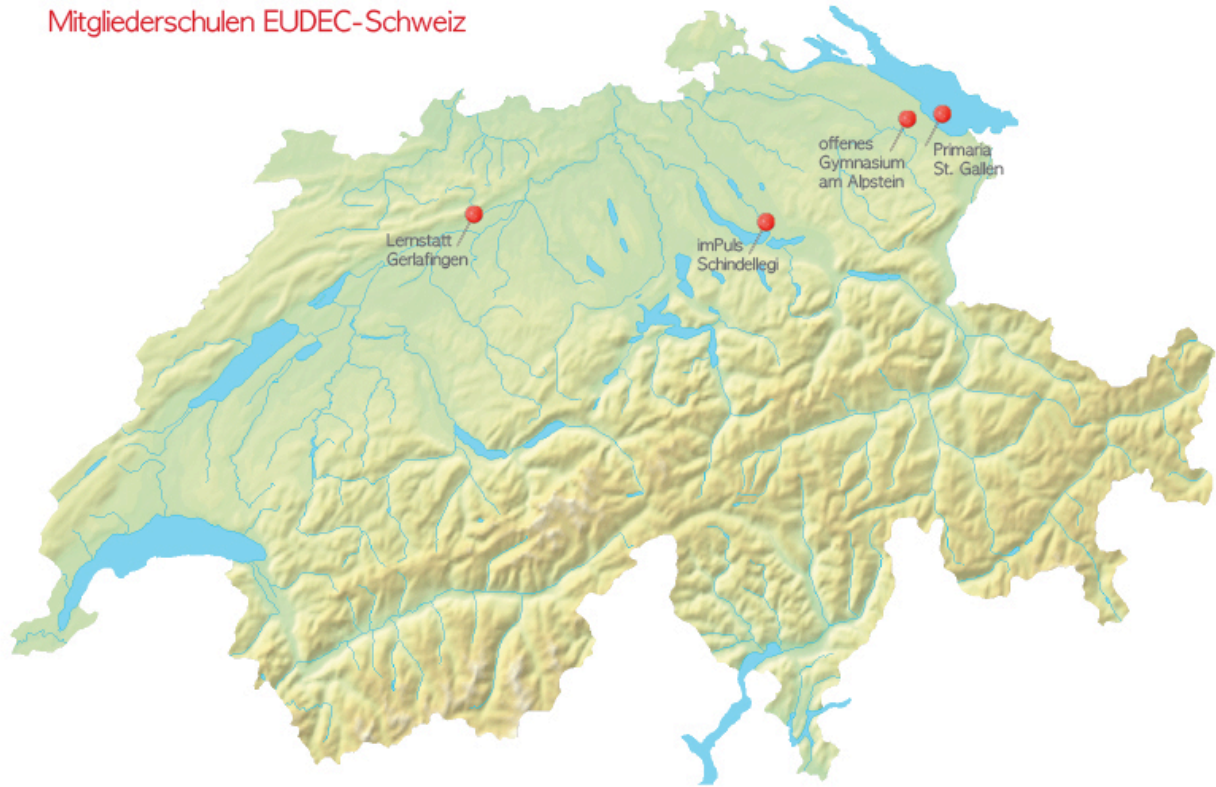 Mitgliederschulen EUDEC-Schweiz
offenes
Gymnasium
am Alpstein
Primaria
St. Gallen
Lernstatt
Gerlafingen
imPuls
Schindellegi